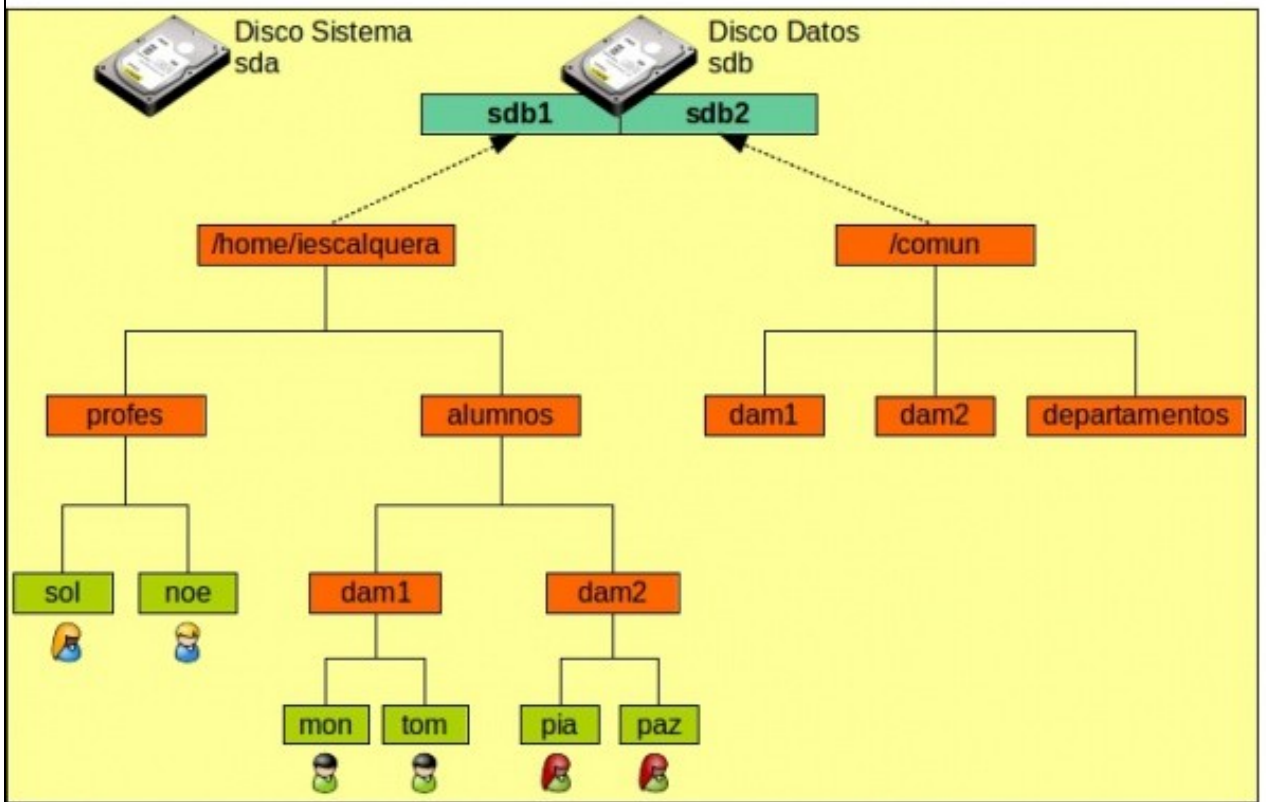 Disco Sistema
sda
Disco Datos
sdb
sdb1
sdb2
/home/iescalquera
/comun
profes
alumnos
dam1
dam2
departamentos
sol
noe
dam1
dam2
mon
tom
pia
paz